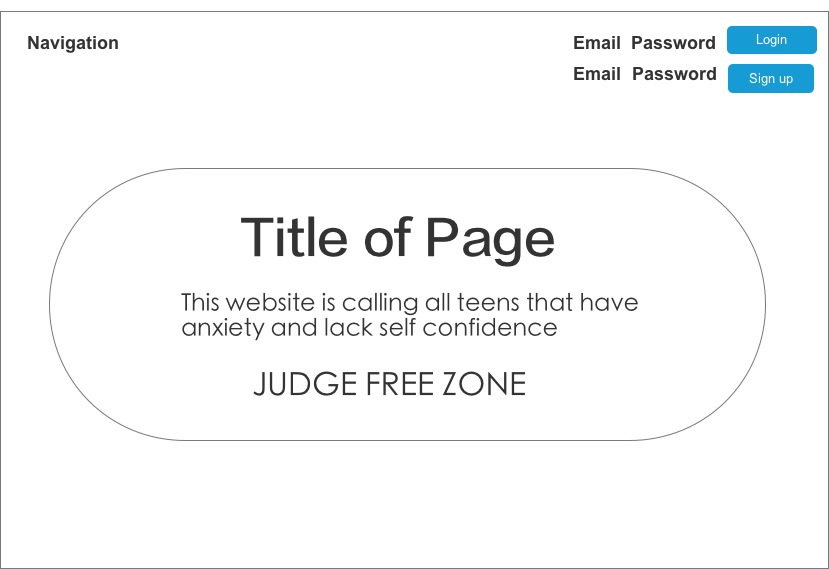 Navigation
Email Password Login
Email Password Sign up
Title of Page
This website is calling all teens that have
anxiety and lack self confidence
JUDGE FREE ZONE